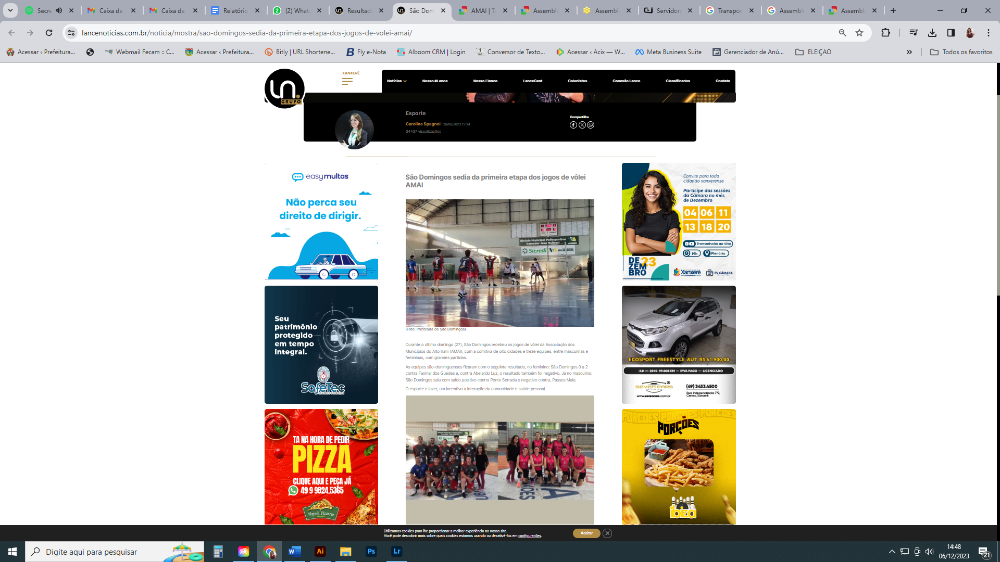 Secre
Caixa de
Caixa de
Relatório
(2) Whats
Resultad
São Dom
AMAI | Tu
Assemble
Assemble
Servidore
Transpor
Assemble
Assemble
lancenoticias.com.br/noticia/mostra/sao-domingos-sedia-da-primeira-etapa-dos-jogos-de-volei-amai/
Acessar ‹ Prefeitura...
Webmail Fecam :: C...
Acessar ‹ Prefeitura...
Bitly | URL Shortene...
Fly e-Nota
Alboom CRM | Login
Conversor de Texto...
Acessar ‹ Acix — W...
Meta Business Suite
Gerenciador de Anú...
ELEIÇAO
Todos os favoritos
GRUPO
XANXERÊ
Notícias
Nosso #Lance
Nosso Elenco
LanceCast
Colunistas
Conexão Lance
Classificados
Contato
Esporte
Caroline Spagnol | 28/08/2023 13:34
34437 visualizações
Compartilhe
easymultas
Não perca seu
direito de dirigir.
Seu
patrimônio
protegido
em tempo
integral.
SafeTec
TA NA HORA DE PEDIR
PIZZA
CLIQUE AQUI E PEÇA JÁ
49 9 9824.5365
Napoli Pizzaria
São Domingos sedia da primeira etapa dos jogos de vôlei
AMAI
Ginásio Municipal Poliesportivo
Vereador José Mulinari
Sicredi
(Foto: Prefeitura de São Domingos)
Durante o último domingo (27), São Domingos recebeu os jogos de vôlei da Associação dos
Municípios do Alto Irani (AMAI), com a comitiva de oito cidades e treze equipes, entre masculinas e
femininas, com grandes partidas.
As equipes são-dominguenses ficaram com o seguinte resultado, no feminino: São Domingos 0 a 2
contra Faxinal dos Guedes e, contra Abelardo Luz, o resultado também foi negativo. Já no masculino:
São Domingos saiu com saldo positivo contra Ponte Serrada e negativo contra, Passos Maia.
O esporte e lazer, um incentivo a interação da comunidade e saúde pessoal.
Sicredi
Convite para todo
cidadão xanxerense
Participe das sessões
da Câmara no mês
de Dezembro
04 06 11
13 18 20
Transmissão ao vivo
19h
Plenário
DE
ZEM
BRO
23
Xanxerê
TV CÂMARA
ECOSPORT FREESTYLE AUT R$ 61.900,00
2.0 — 2015- 99.000 KM — IPVA PAGO — LICENCIADO
SEVEN CARS
www.sevencars.com.br
(49) 3433.4500
Rua Independência 779,
Centro, Xanxerê
PORÇÕES PORÇÕES PORÇÕES
PORÇÕES
ibiza
Utilizamos cookies para lhe proporcionar a melhor experiência no nosso site.
Você pode descobrir mais sobre quais cookies estamos usando ou desativá-los em configurações.
Aceitar
Digite aqui para pesquisar
W
Ai
Ps
Lr
14:48
06/12/2023
21